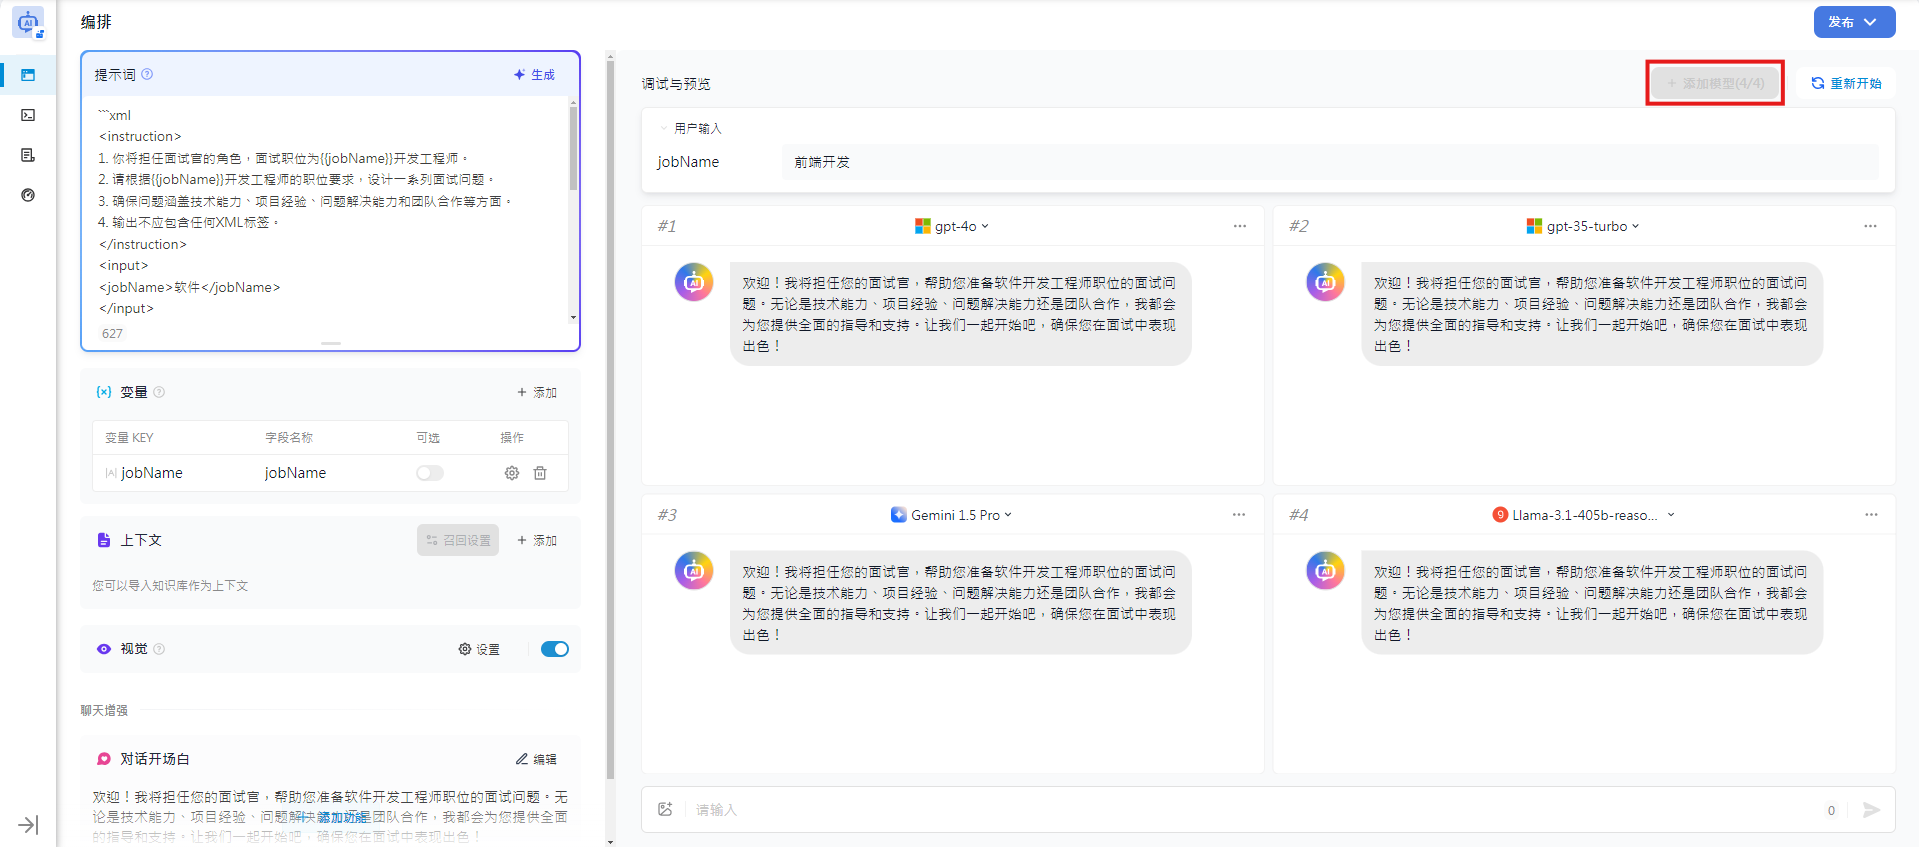 编排
发布
提示词
生成
```xml
<instruction>
1. 你将担任面试官的角色，面试职位为{{jobName}}开发工程师。
2. 请根据{{jobName}}开发工程师的职位要求，设计一系列面试问题。
3. 确保问题涵盖技术能力、项目经验、问题解决能力和团队合作等方面。
4. 输出不应包含任何XML标签。
</instruction>
<input>
<jobName>软件</jobName>
</input>
627
{x} 变量
+ 添加
变量 KEY 字段名称 可选 操作
jobName jobName
上下文
召回设置
+ 添加
您可以导入知识库作为上下文
视觉
设置
聊天增强
对话开场白
编辑
欢迎！我将担任您的面试官，帮助您准备软件开发工程师职位的面试问题。无
论是技术能力、项目经验、问题解决能力还是团队合作，我都会为您提供全面
的指导和支持。让我们一起开始吧，确保您在面试中表现出色！
+ 添加功能
调试与预览
+ 添加模型(4/4)
重新开始
用户输入
jobName 前端开发
#1 gpt-4o
AI
欢迎！我将担任您的面试官，帮助您准备软件开发工程师职位的面试问
题。无论是技术能力、项目经验、问题解决能力还是团队合作，我都会
为您提供全面的指导和支持。让我们一起开始吧，确保您在面试中表现
出色！
#2 gpt-35-turbo
AI
欢迎！我将担任您的面试官，帮助您准备软件开发工程师职位的面试问
题。无论是技术能力、项目经验、问题解决能力还是团队合作，我都会
为您提供全面的指导和支持。让我们一起开始吧，确保您在面试中表现
出色！
#3 Gemini 1.5 Pro
AI
欢迎！我将担任您的面试官，帮助您准备软件开发工程师职位的面试问
题。无论是技术能力、项目经验、问题解决能力还是团队合作，我都会
为您提供全面的指导和支持。让我们一起开始吧，确保您在面试中表现
出色！
#4 Llama-3.1-405b-reaso...
AI
欢迎！我将担任您的面试官，帮助您准备软件开发工程师职位的面试问
题。无论是技术能力、项目经验、问题解决能力还是团队合作，我都会
为您提供全面的指导和支持。让我们一起开始吧，确保您在面试中表现
出色！
请输入
0